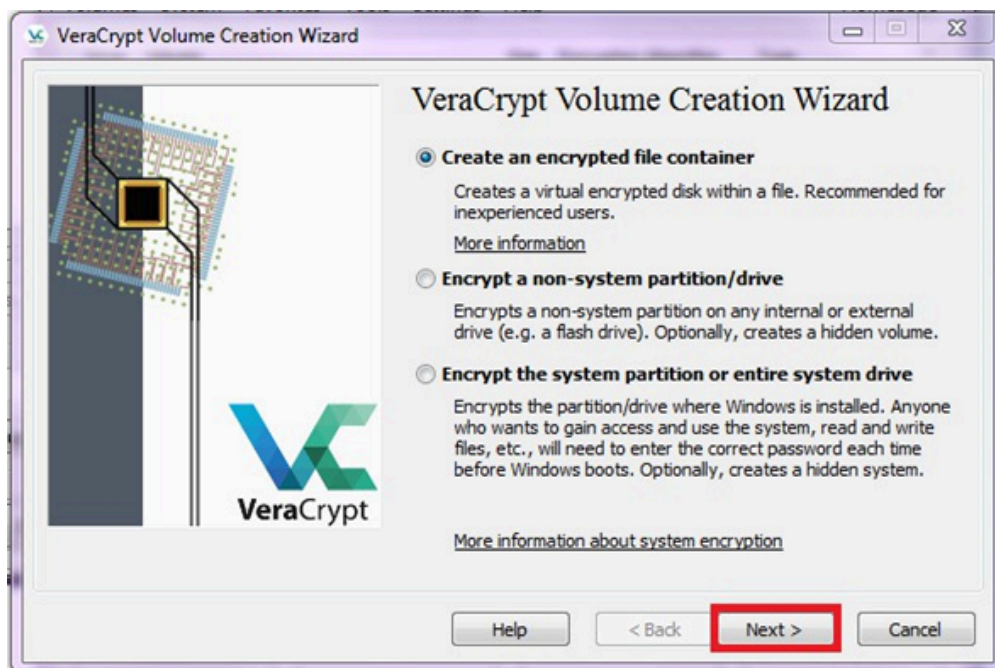 VeraCrypt Volume Creation Wizard
VeraCrypt Volume Creation Wizard
Create an encrypted file container
Creates a virtual encrypted disk within a file. Recommended for
inexperienced users.
More information
Encrypt a non-system partition/drive
Encrypts a non-system partition on any internal or external
drive (e.g. a flash drive). Optionally, creates a hidden volume.
Encrypt the system partition or entire system drive
Encrypts the partition/drive where Windows is installed. Anyone
who wants to gain access and use the system, read and write
files, etc., will need to enter the correct password each time
before Windows boots. Optionally, creates a hidden system.
VeraCrypt
More information about system encryption
Help
< Back
Next >
Cancel